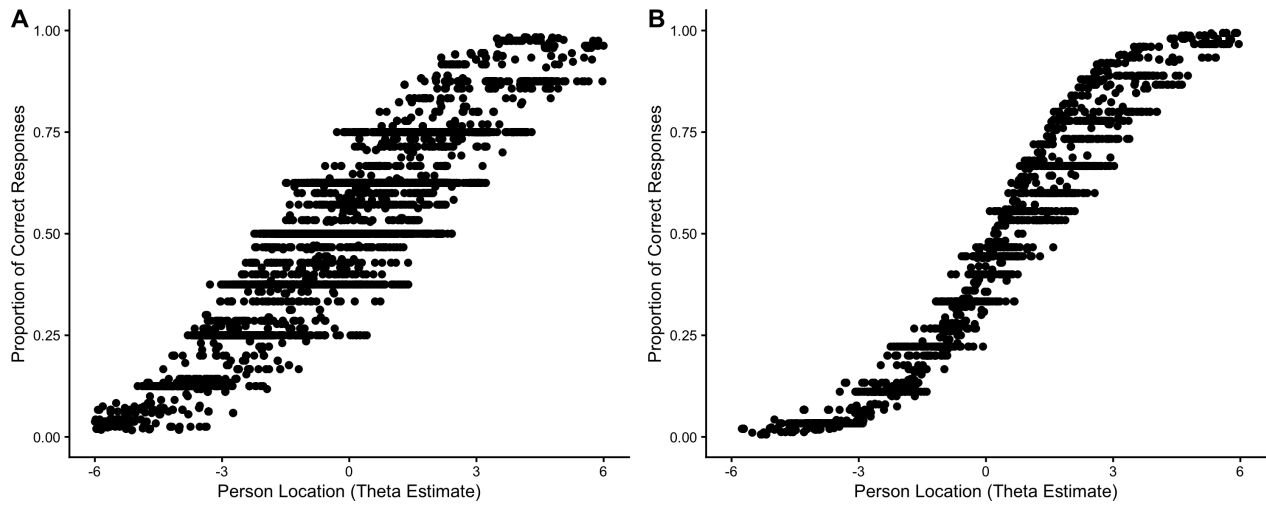 A
1.00
0.75
0.50
0.25
0.00
Proportion of Correct Responses
-6 -3 0 3 6
Person Location (Theta Estimate)
B
1.00
0.75
0.50
0.25
0.00
Proportion of Correct Responses
-6 -3 0 3 6
Person Location (Theta Estimate)